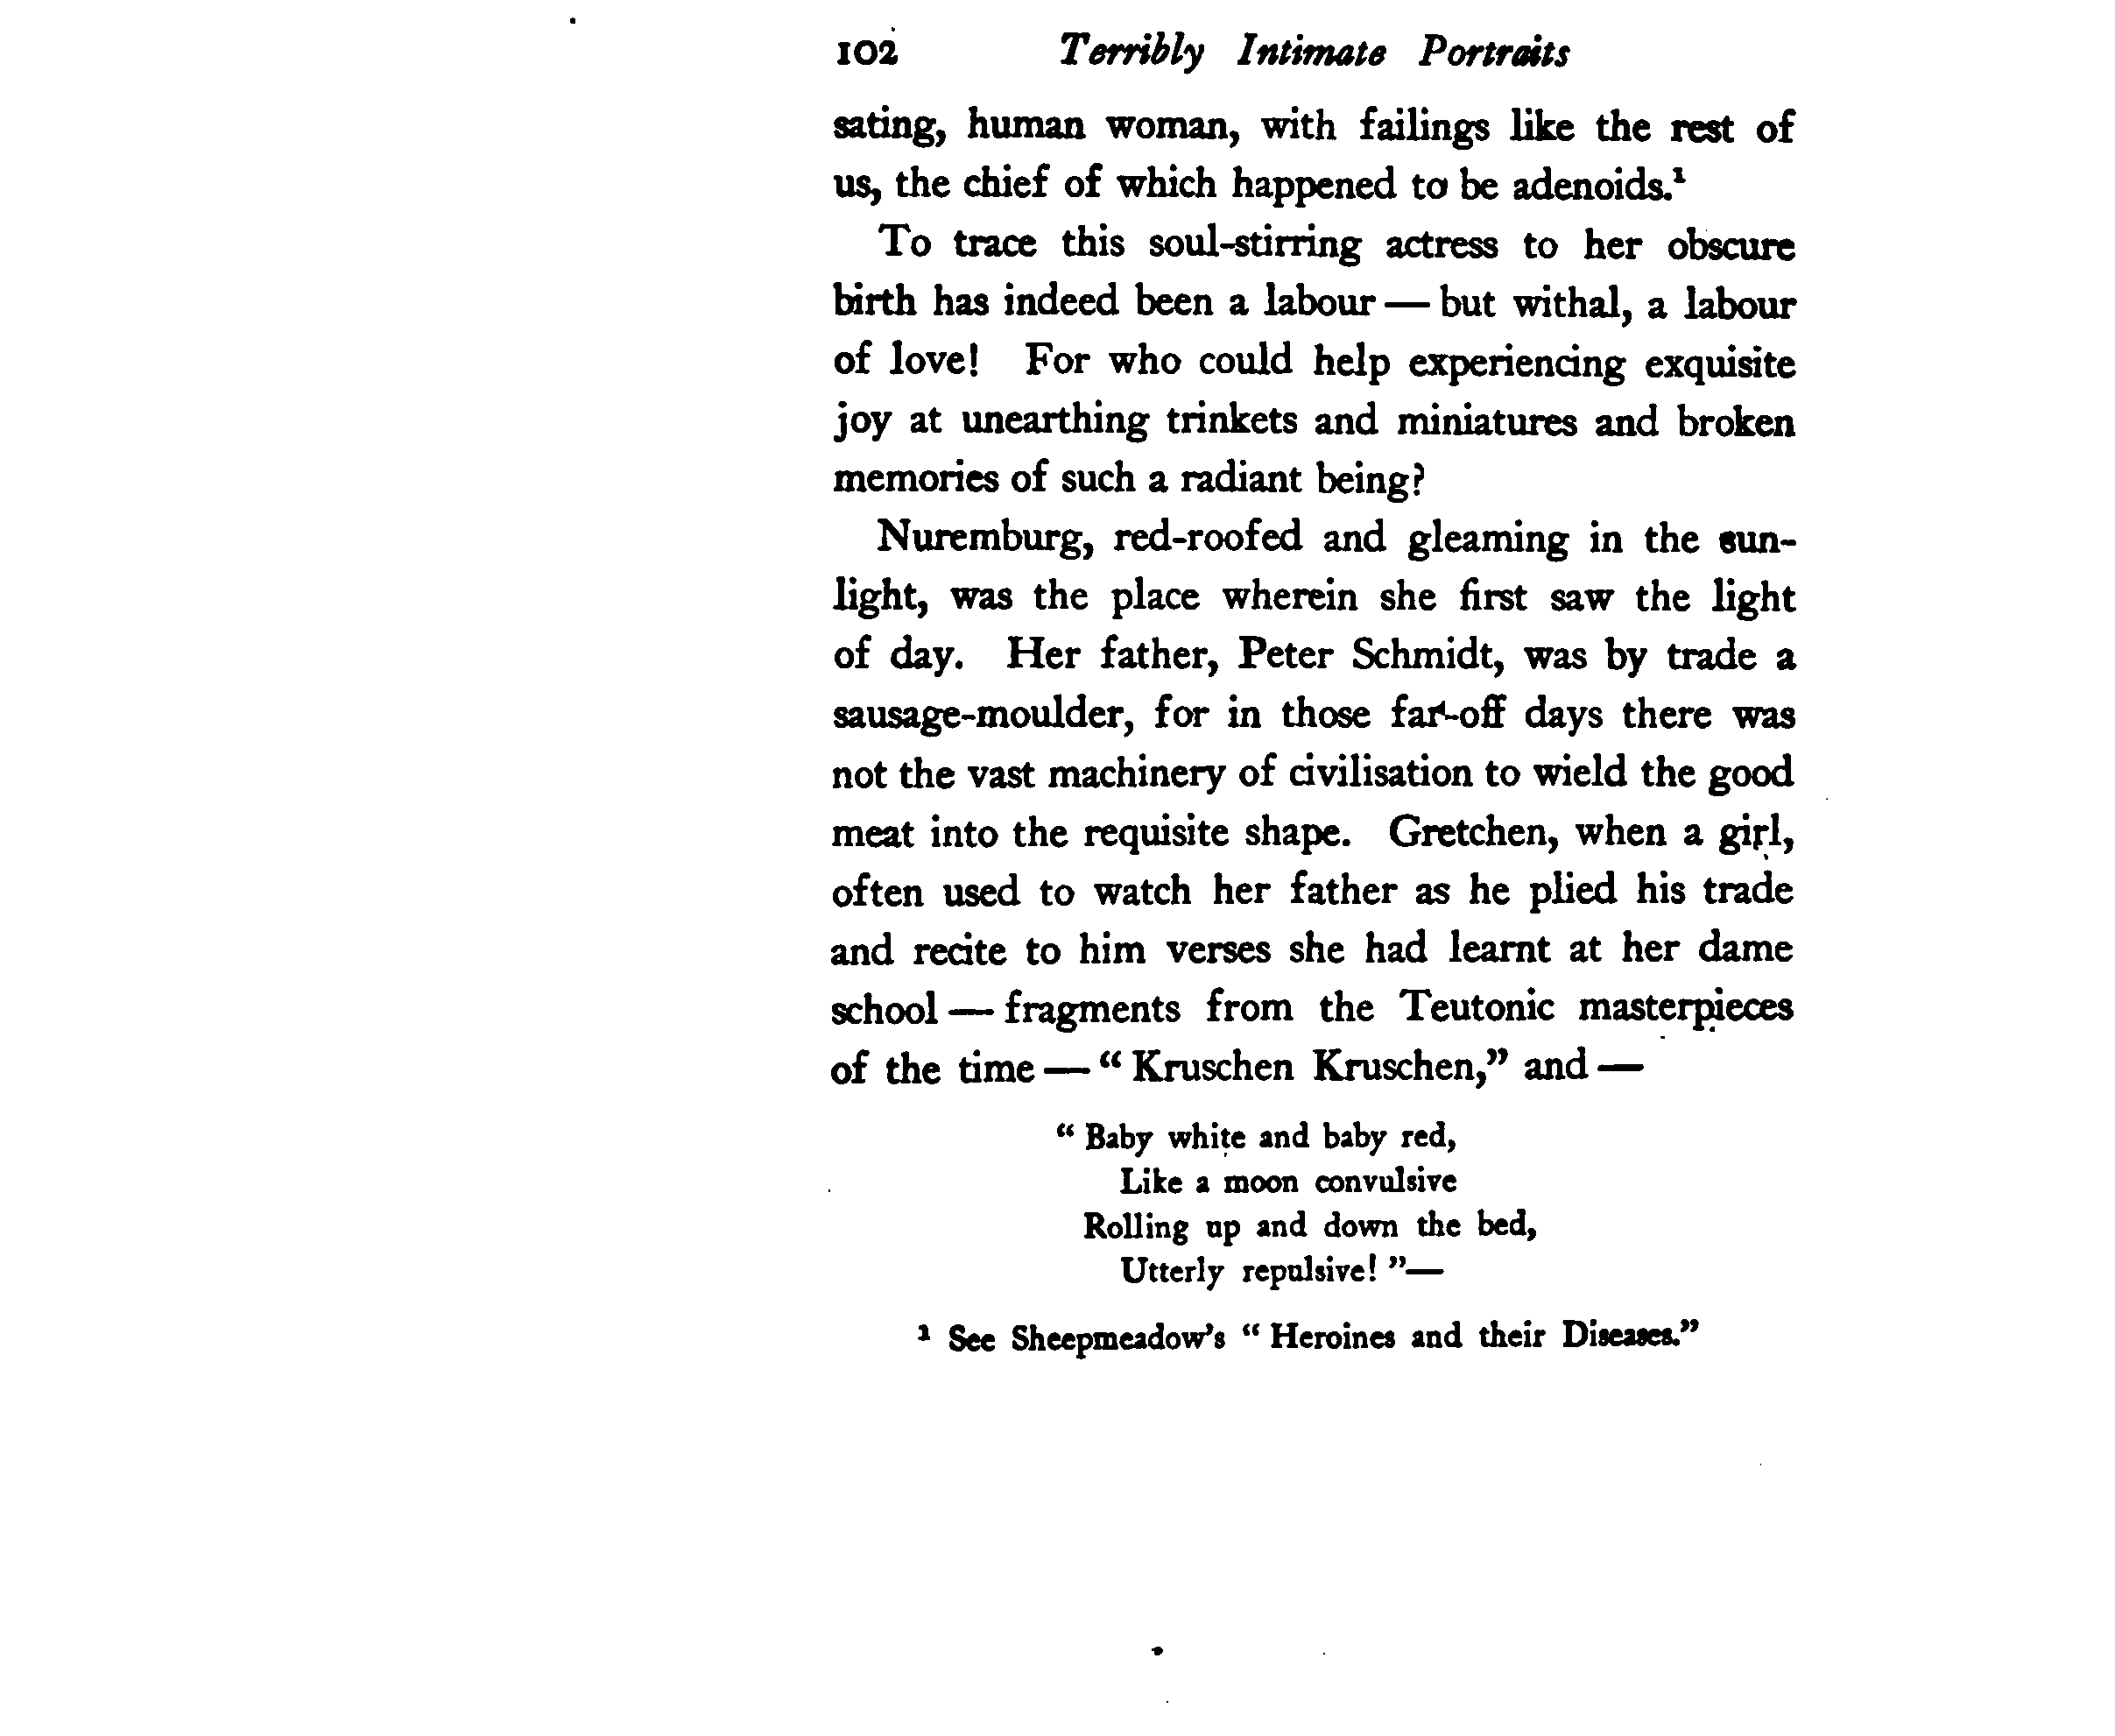 102 Terribly Intimate Portraits
sating, human woman, with failings like the rest of
us, the chief of which happened to be adenoids.¹
To trace this soul-stirring actress to her obscure
birth has indeed been a labour — but withal, a labour
of love! For who could help experiencing exquisite
joy at unearthing trinkets and miniatures and broken
memories of such a radiant being?
Nuremburg, red-roofed and gleaming in the sun-
light, was the place wherein she first saw the light
of day. Her father, Peter Schmidt, was by trade a
sausage-moulder, for in those far-off days there was
not the vast machinery of civilisation to wield the good
meat into the requisite shape. Gretchen, when a girl,
often used to watch her father as he plied his trade
and recite to him verses she had learnt at her dame
school — fragments from the Teutonic masterpieces
of the time — “ Kruschen Kruschen,” and —
“ Baby white and baby red,
Like a moon convulsive
Rolling up and down the bed,
Utterly repulsive! ”—
¹ See Sheepmeadow's “ Heroines and their Diseases.”